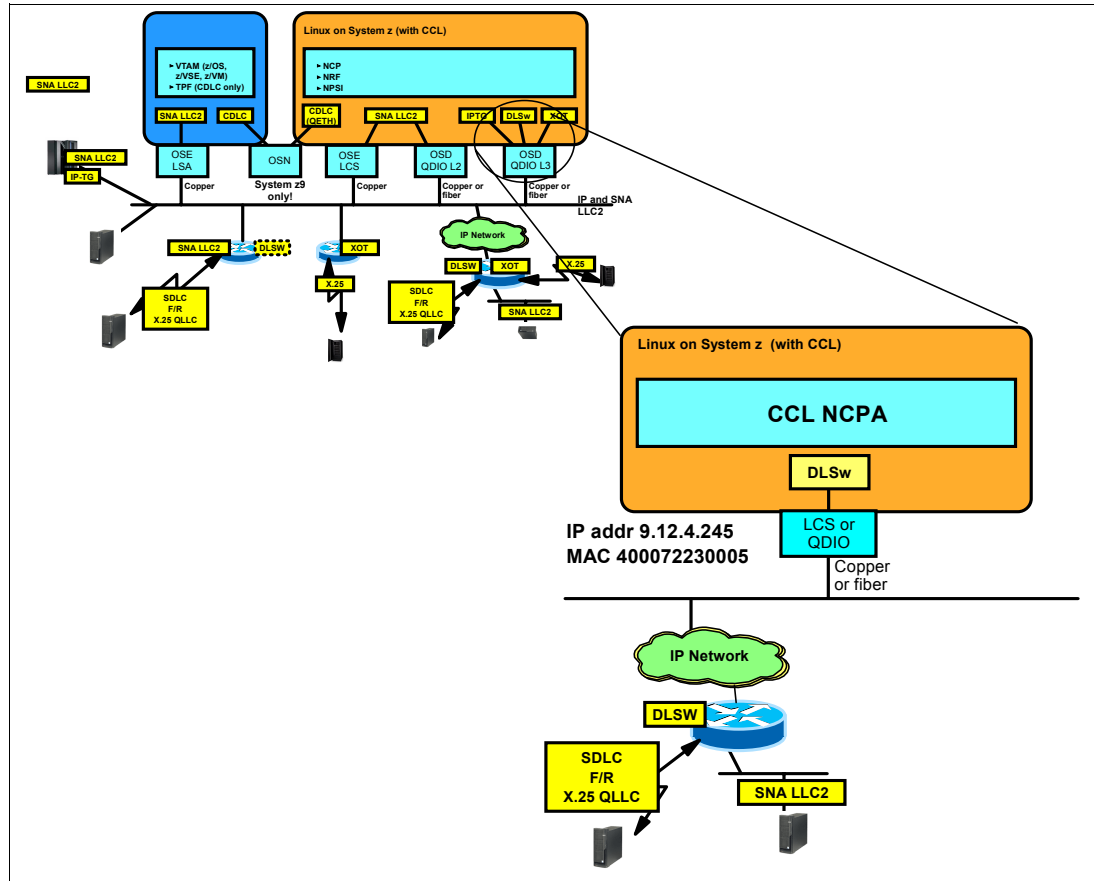 Linux on System z (with CCL)
► VTAM (z/OS,
z/VSE, z/VM)
► TPF (CDLC only)
► NCP
► NRF
► NPSI
SNA LLC2
SNA LLC2
CDLC
CDLC
(QETH)
SNA LLC2
IPTG
DLSw
XOT
SNA LLC2
IP-TG
OSE
LSA
OSN
OSE
LCS
OSD
QDIO L2
OSD
QDIO L3
Copper
System z9
only!
Copper
Copper or
fiber
Copper or
fiber
IP and SNA
LLC2
IP Network
SNA LLC2
DLSW
XOT
DLSW
XOT
X.25
X.25
SDLC
F/R
X.25 QLLC
SDLC
F/R
X.25 QLLC
SNA LLC2
Linux on System z (with CCL)
CCL NCPA
DLSw
LCS or
QDIO
IP addr 9.12.4.245
MAC 400072230005
Copper
or fiber
IP Network
DLSW
SDLC
F/R
X.25 QLLC
SNA LLC2